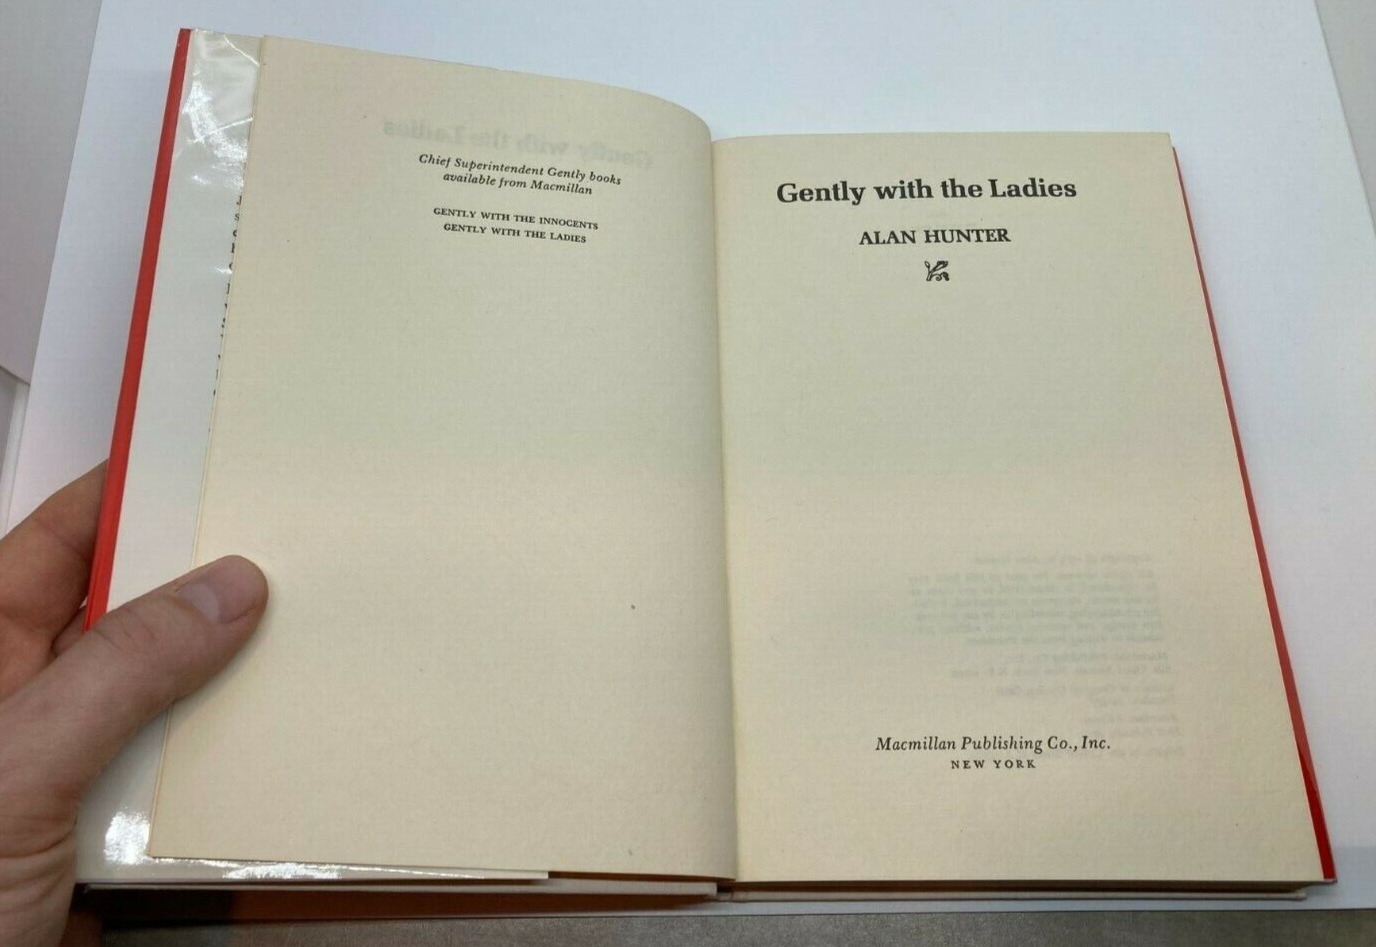 Chief Superintendent Gently books
available from Macmillan
GENTLY WITH THE INNOCENTS
GENTLY WITH THE LADIES
Gently with the Ladies
ALAN HUNTER
Macmillan Publishing Co., Inc.
NEW YORK